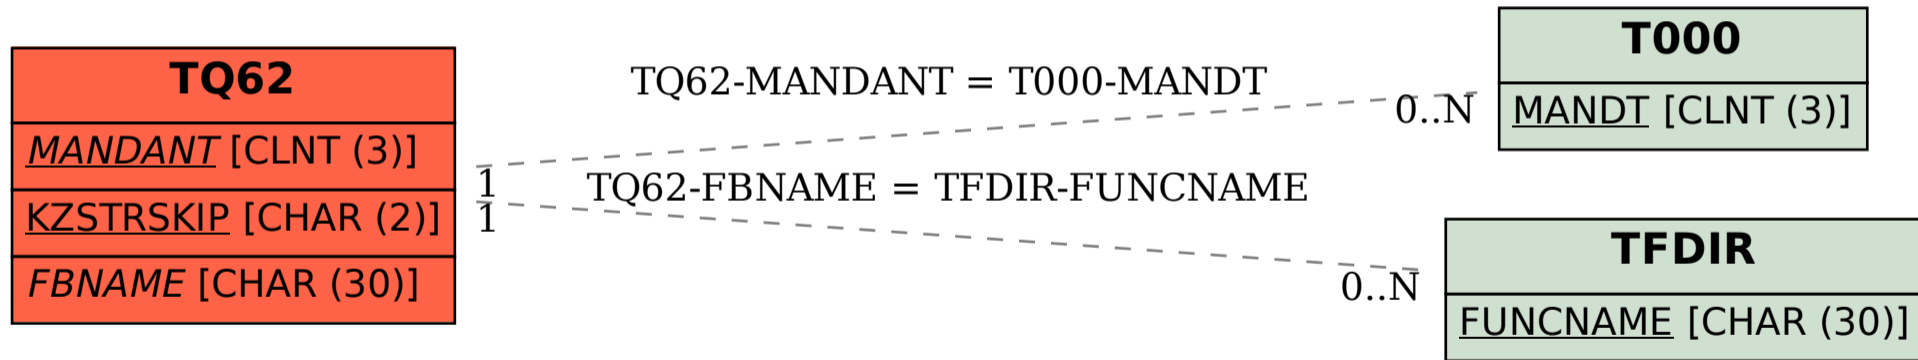 TQ62
MANDANT [CLNT (3)]
KZSTRSKIP [CHAR (2)]
FBNAME [CHAR (30)]
TQ62-MANDANT = T000-MANDT
1
0..N
TQ62-FBNAME = TFDIR-FUNCNAME
1
0..N
T000
MANDT [CLNT (3)]
TFDIR
FUNCNAME [CHAR (30)]